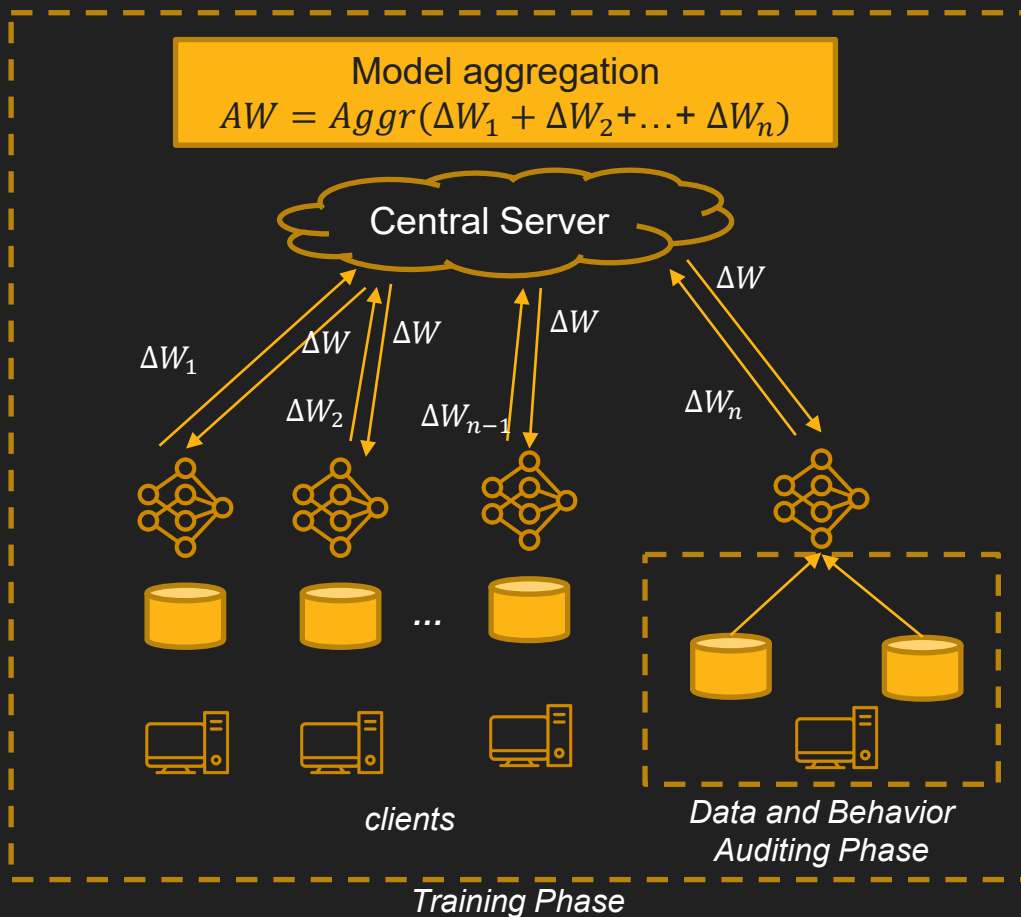 Model aggregation
𝐴𝑊 = 𝐴𝑔𝑔𝑟(Δ𝑊₁ + Δ𝑊₂+...+ Δ𝑊ₙ)
Central Server
Δ𝑊
Δ𝑊₁
Δ𝑊
Δ𝑊
Δ𝑊
Δ𝑊₂
Δ𝑊ₙ₋₁
Δ𝑊ₙ
...
clients
Data and Behavior
Auditing Phase
Training Phase